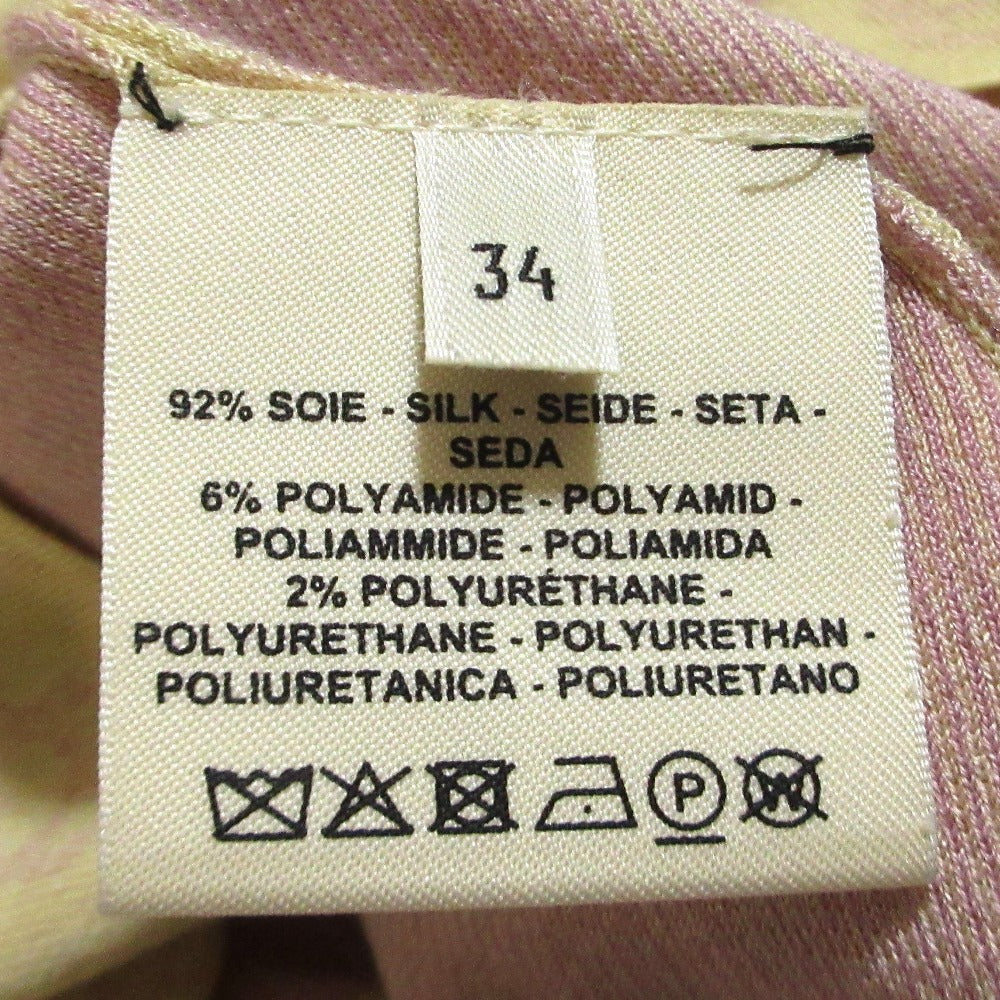 34
92% SOIE - SILK - SEIDE - SETA -
SEDA
6% POLYAMIDE - POLYAMID -
POLIAMMIDE - POLIAMIDA
2% POLYURÉTHANE -
POLYURETHANE - POLYURETHAN -
POLIURETANICA - POLIURETANO
P W